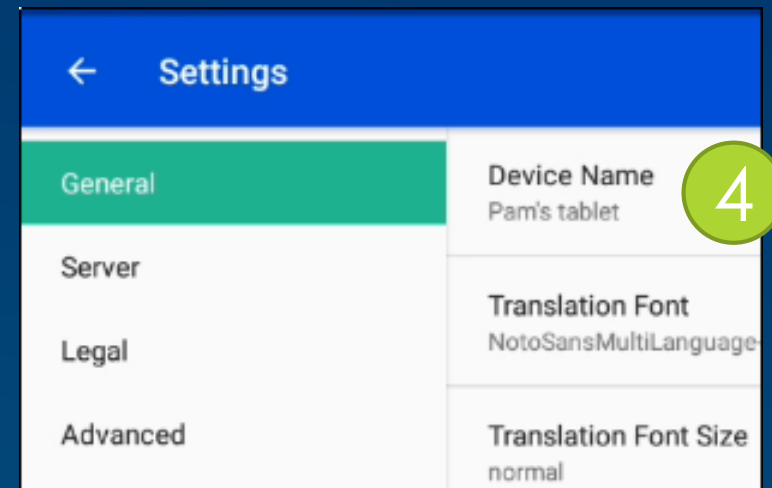 ← Settings
General
Server
Legal
Advanced
Device Name
Pam's tablet
4
Translation Font
NotoSansMultiLanguage-
Translation Font Size
normal